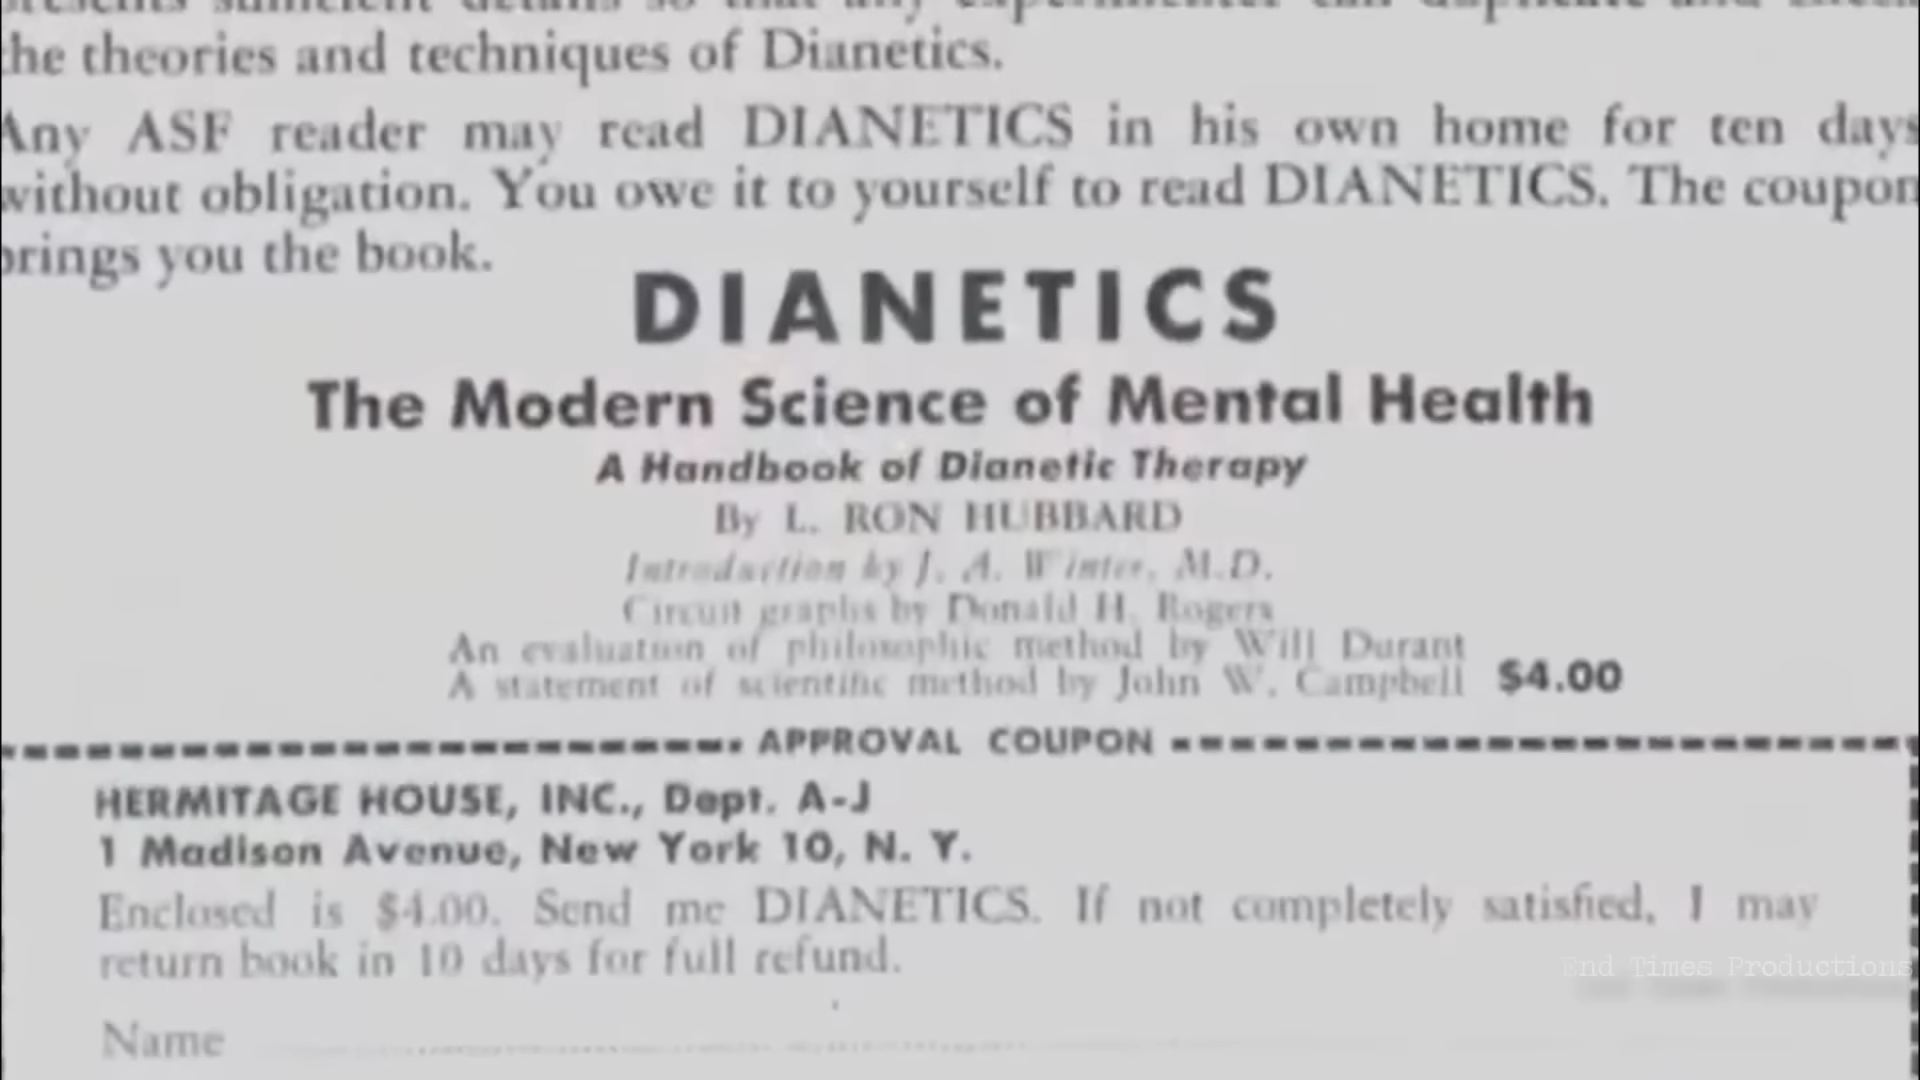 the theories and techniques of Dianetics.
Any ASF reader may read DIANETICS in his own home for ten days
without obligation. You owe it to yourself to read DIANETICS. The coupon
brings you the book.
DIANETICS
The Modern Science of Mental Health
A Handbook of Dianetic Therapy
By L. RON HUBBARD
Introduction by J. A. Winter, M.D.
Circuit graphs by Donald H. Rogers
An evaluation of philosophic method by Will Durant
A statement of scientific method by John W. Campbell $4.00
APPROVAL COUPON
HERMITAGE HOUSE, INC., Dept. A-J
1 Madison Avenue, New York 10, N. Y.
Enclosed is $4.00. Send me DIANETICS. If not completely satisfied, I may
return book in 10 days for full refund.
End Times Productions
Name